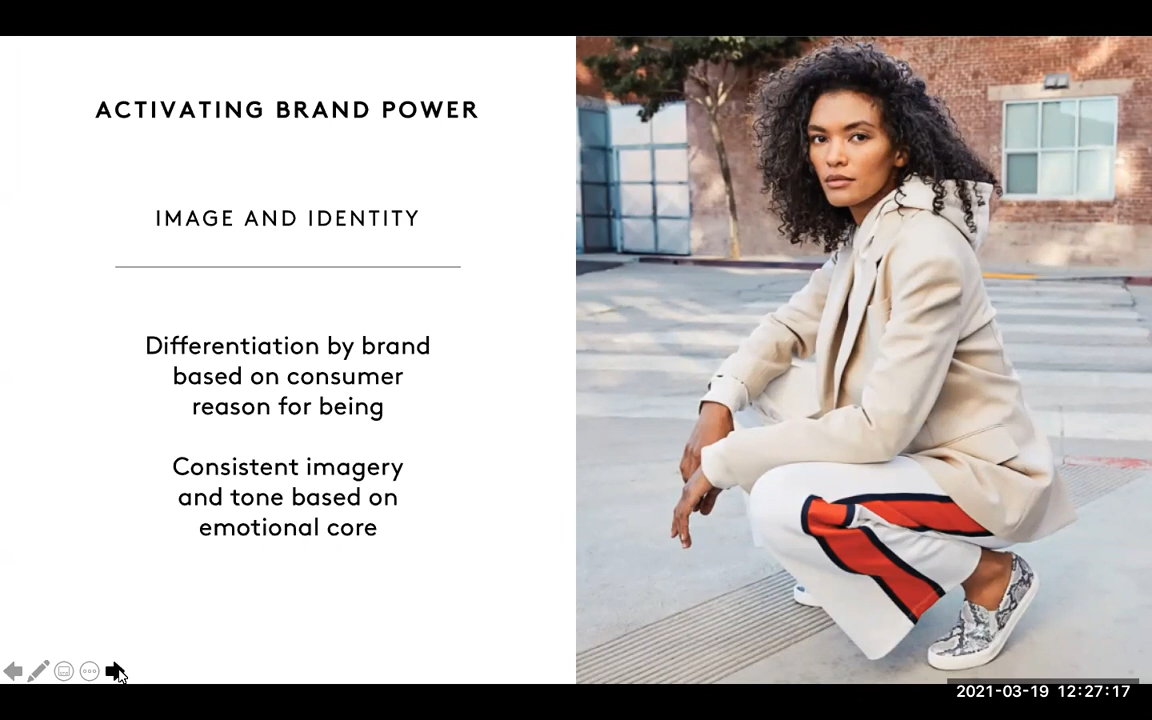 ACTIVATING BRAND POWER
IMAGE AND IDENTITY
Differentiation by brand
based on consumer
reason for being
Consistent imagery
and tone based on
emotional core
2021-03-19 12:27:17